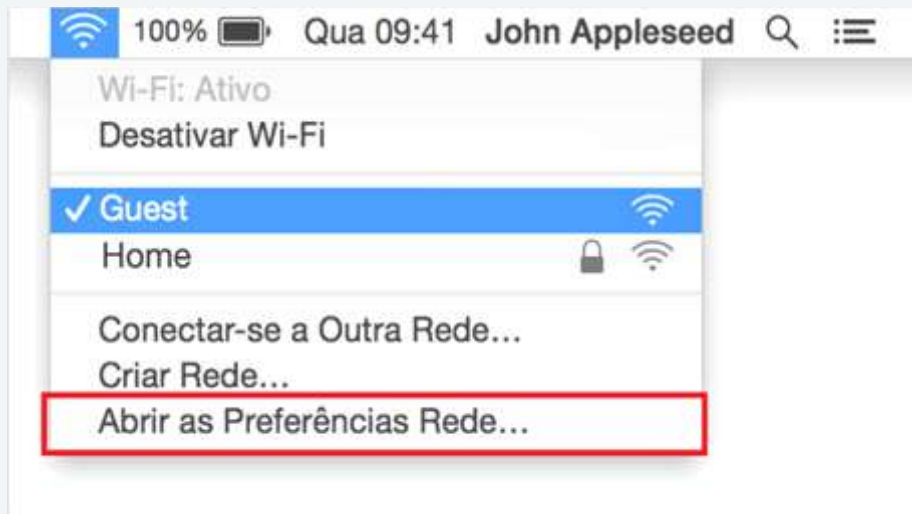 100% Qua 09:41 John Appleseed
Wi-Fi: Ativo
Desativar Wi-Fi
✓ Guest
Home
Conectar-se a Outra Rede...
Criar Rede...
Abrir as Preferências Rede...